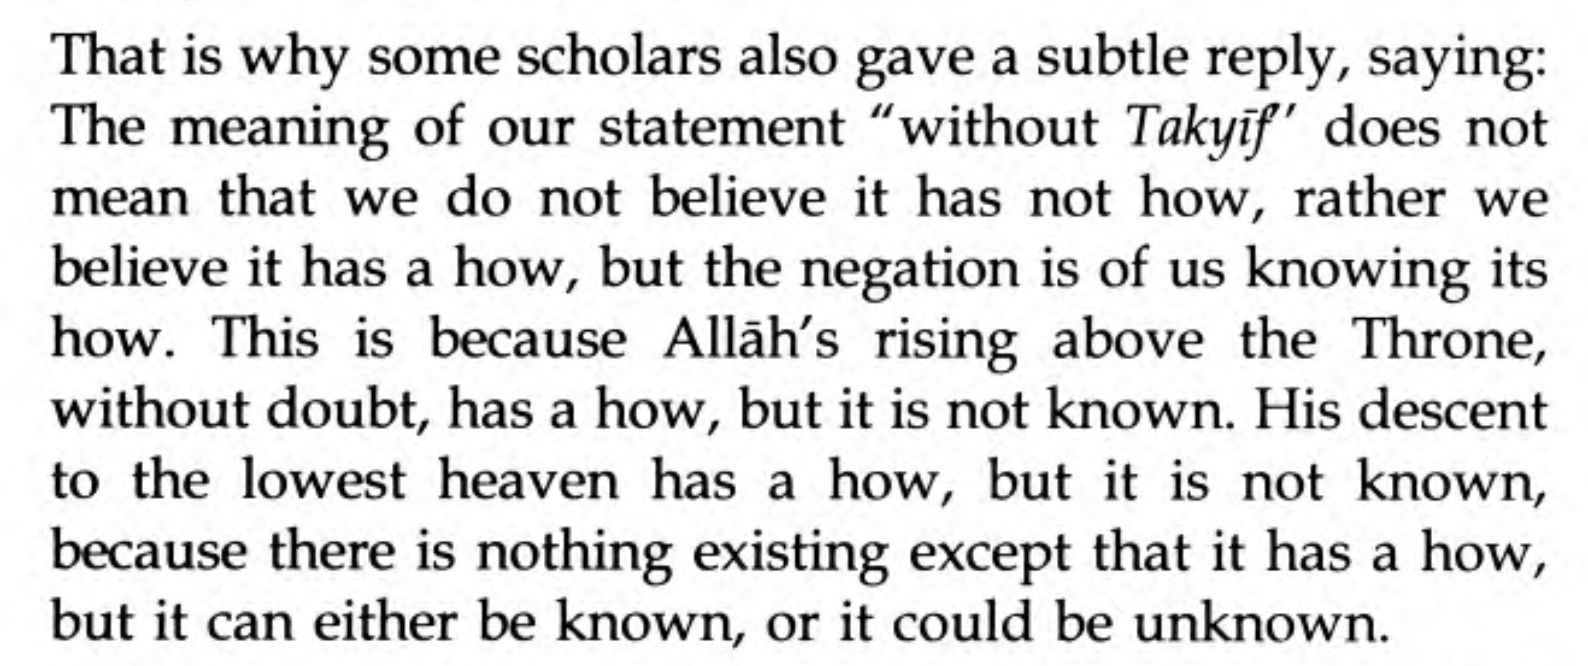 That is why some scholars also gave a subtle reply, saying:
The meaning of our statement “without Takyīf” does not
mean that we do not believe it has not how, rather we
believe it has a how, but the negation is of us knowing its
how. This is because Allāh’s rising above the Throne,
without doubt, has a how, but it is not known. His descent
to the lowest heaven has a how, but it is not known,
because there is nothing existing except that it has a how,
but it can either be known, or it could be unknown.